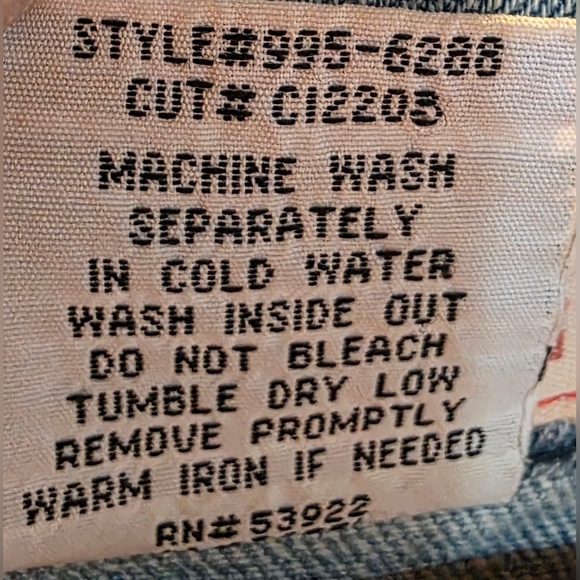 STYLE#995-6288
CUT# C12205
MACHINE WASH
SEPARATELY
IN COLD WATER
WASH INSIDE OUT
DO NOT BLEACH
TUMBLE DRY LOW
REMOVE PROMPTLY
WARM IRON IF NEEDED
RN# 53922